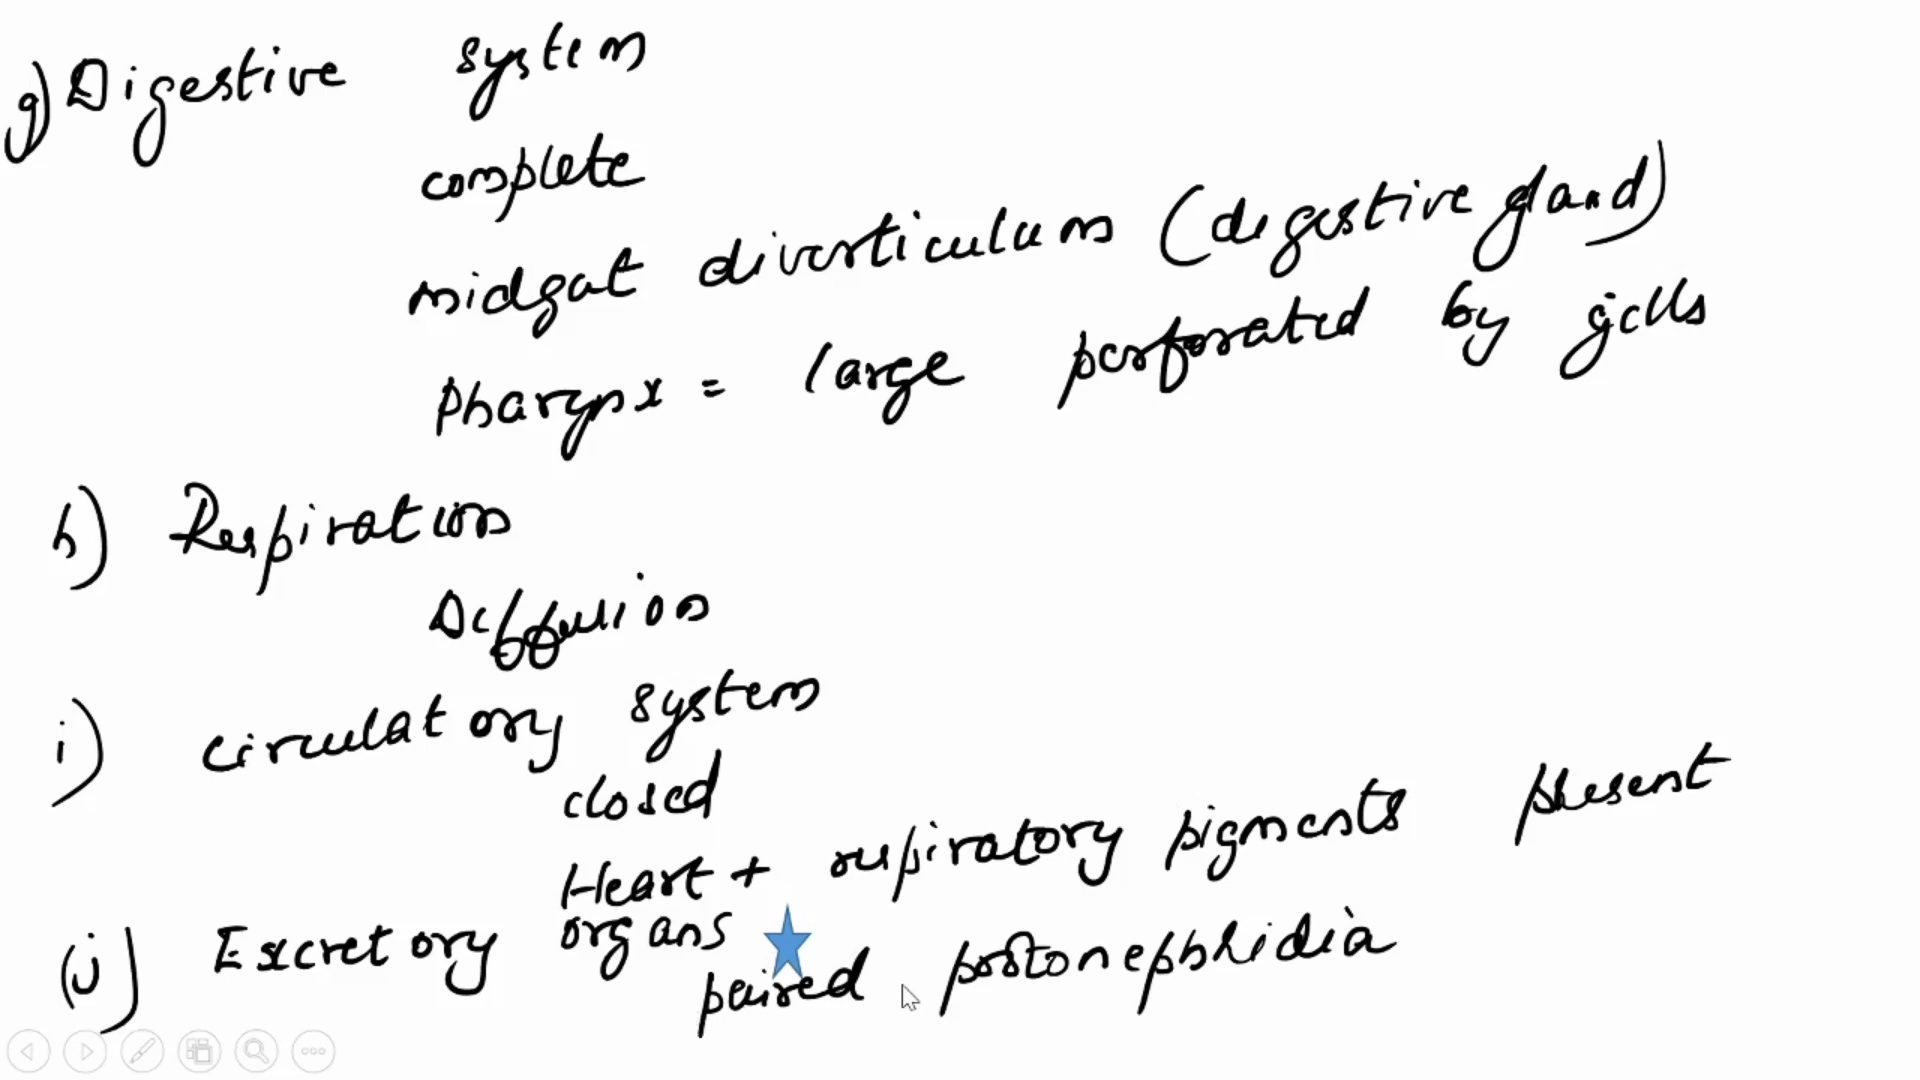 g) Digestive system
complete
midgut diverticulum (digestive gland)
Pharynx = large perforated by gills
h) Respiration
Diffusion
i) circulatory system
closed
Heart + respiratory pigments present
(j) Excretory organs
paired protonephridia